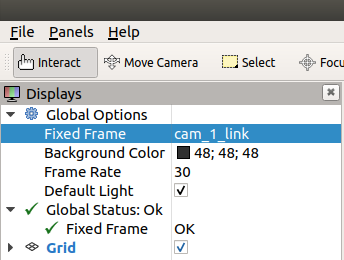 File Panels Help
Interact Move Camera Select Focu
Displays
Global Options
Fixed Frame cam_1_link
Background Color 48; 48; 48
Frame Rate 30
Default Light
Global Status: Ok
Fixed Frame OK
Grid